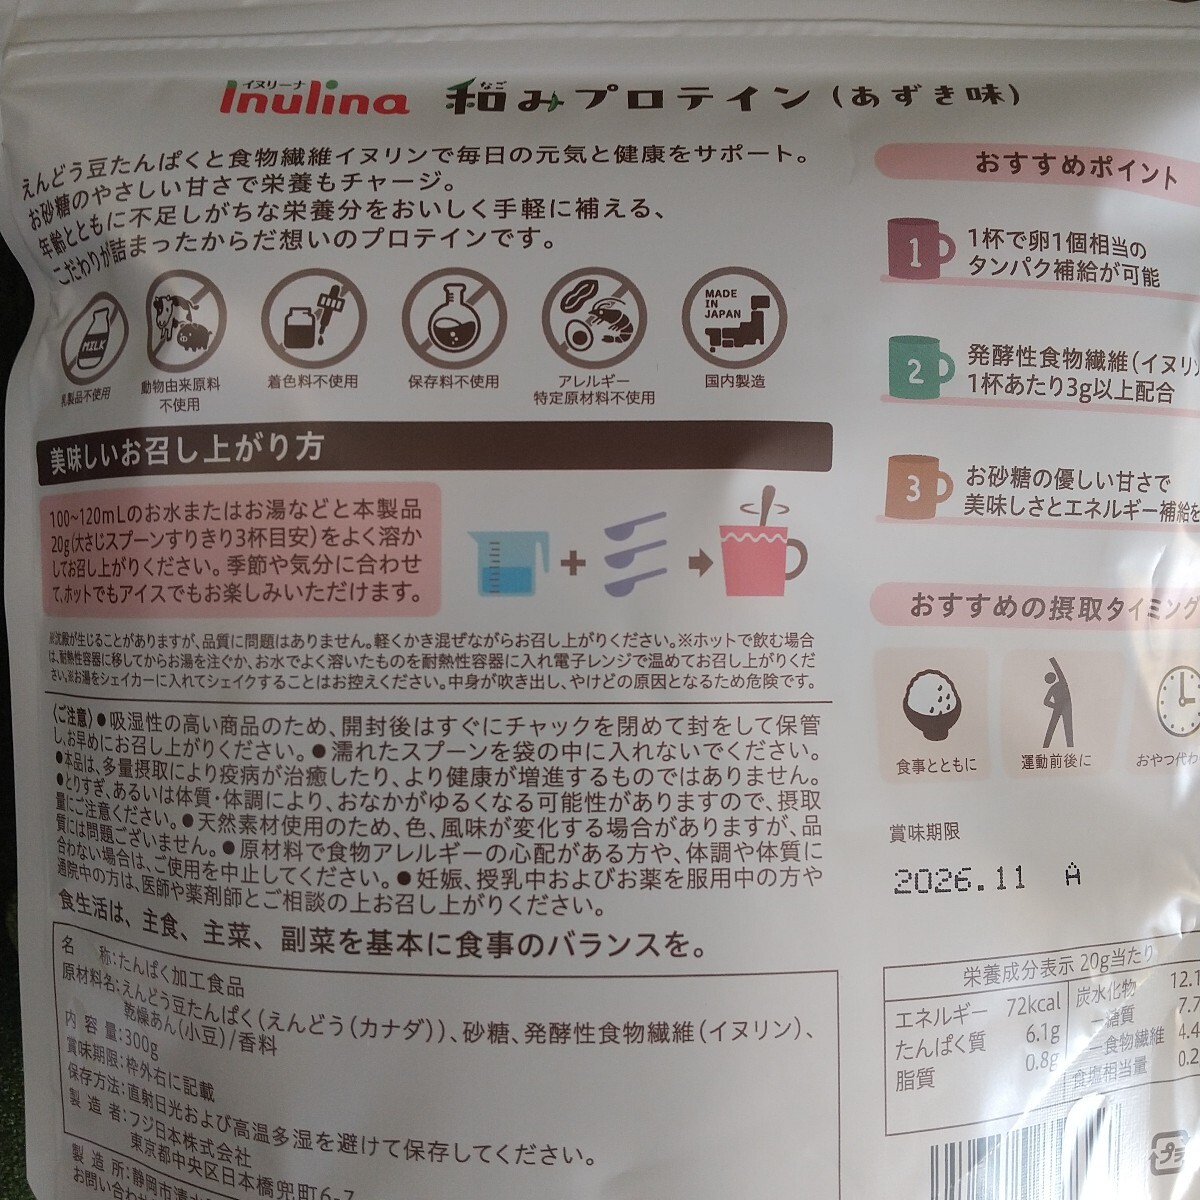 イヌリーナ
Inulina 和みプロテイン(あずき味)
なご
えんどう豆たんぱくと食物繊維イヌリンで毎日の元気と健康をサポート。
お砂糖のやさしい甘さで栄養もチャージ。
年齢とともに不足しがちな栄養分をおいしく手軽に補える、
こだわりが詰まったからだ想いのプロテインです。
MILK
乳製品不使用
動物由来原料
不使用
着色料不使用
保存料不使用
アレルギー
特定原材料不使用
MADE
IN
JAPAN
国内製造
美味しいお召し上がり方
100~120mLのお水またはお湯などと本製品
20g(大さじスプーンすりきり3杯目安)をよく溶か
してお召し上がりください。季節や気分に合わせ
て、ホットでもアイスでもお楽しみいただけます。
※沈殿が生じることがありますが、品質に問題はありません。軽くかき混ぜながらお召し上がりください。※ホットで飲む場合
は、耐熱性容器に移してからお湯を注ぐか、お水でよく溶いたものを耐熱性容器に入れ電子レンジで温めてお召し上がりくだ
さい。※お湯をシェイカーに入れてシェイクすることはお控えください。中身が吹き出し、やけどの原因となるため危険です。
〈ご注意〉●吸湿性の高い商品のため、開封後はすぐにチャックを閉めて封をして保管
し、お早めにお召し上がりください。●濡れたスプーンを袋の中に入れないでください。
●本品は、多量摂取により疫病が治癒したり、より健康が増進するものではありません。
●とりすぎ、あるいは体質・体調により、おなかがゆるくなる可能性がありますので、摂取
量にご注意ください。●天然素材使用のため、色、風味が変化する場合がありますが、品
質には問題ございません。●原材料で食物アレルギーの心配がある方や、体調や体質に
合わない場合は、ご使用を中止してください。●妊娠、授乳中およびお薬を服用中の方や
通院中の方は、医師や薬剤師とご相談の上お召し上がりください。
食生活は、主食、主菜、副菜を基本に食事のバランスを。
名 称:たんぱく加工食品
原材料名:えんどう豆たんぱく(えんどう(カナダ))、砂糖、発酵性食物繊維(イヌリン)、
乾燥あん(小豆)/香料
内 容 量:300g
賞味期限:枠外右に記載
保存方法:直射日光および高温多湿を避けて保存してください。
製 造 者:フジ日本株式会社
東京都中央区日本橋兜町6-7
製 造 所:静岡市清水
お問い合わ
おすすめポイント
1
1杯で卵1個相当の
タンパク補給が可能
2
発酵性食物繊維(イヌリ
1杯あたり3g以上配合
3
お砂糖の優しい甘さで
美味しさとエネルギー補給を
おすすめの摂取タイミング
食事とともに
運動前後に
おやつ代わ
賞味期限
2026.11 A
栄養成分表示 20g当たり
エネルギー 72kcal
たんぱく質 6.1g
脂質 0.8g
炭水化物 12.1
―糖質 7.7
―食物繊維 4.4
食塩相当量 0.2
プラ